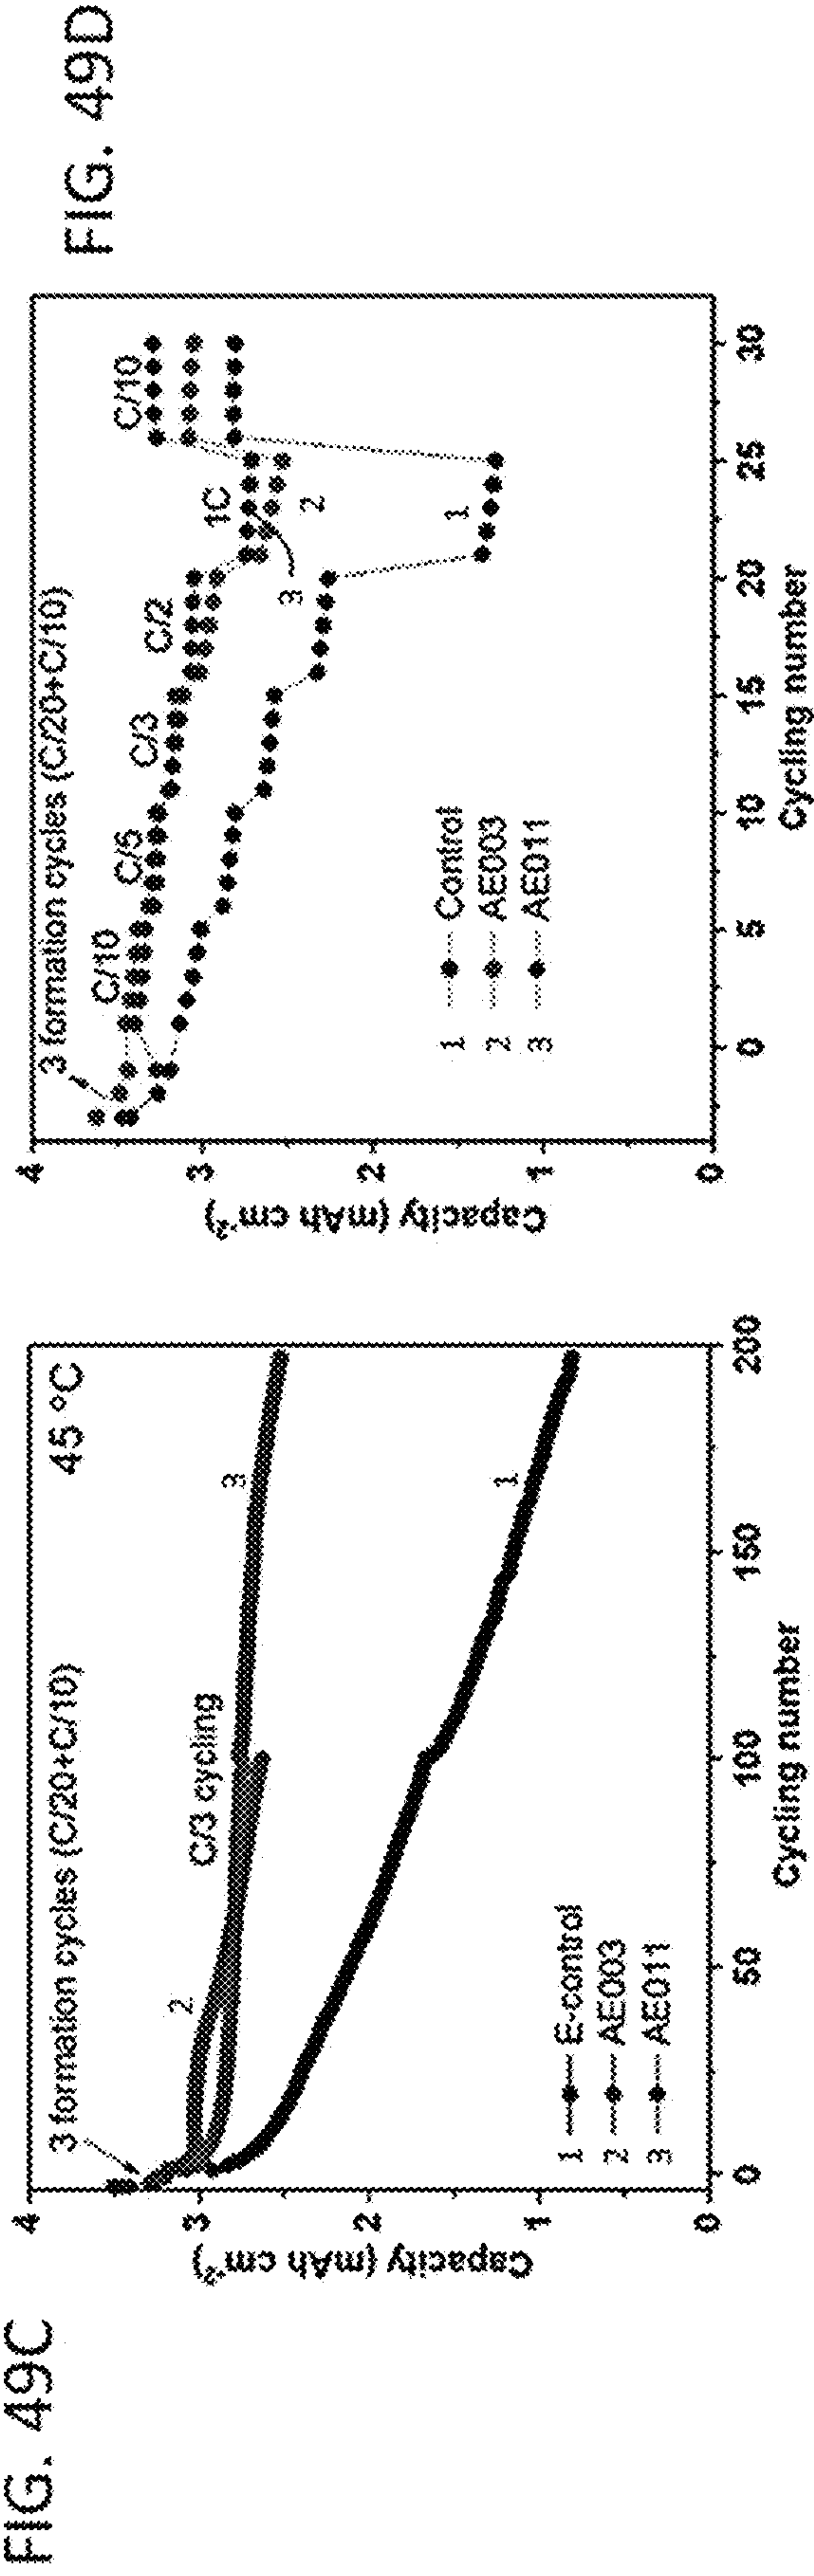 FIG. 49C
Capacity (mAh cm⁻²)
4
3
2
1
0
3 formation cycles (C/20+C/10)
45 °C
2
C/3 cycling
3
1
1 E-control
2 AE003
3 AE011
0
50
100
150
200
Cycling number
FIG. 49D
Capacity (mAh cm⁻²)
4
3
2
1
0
3 formation cycles (C/20+C/10)
C/10
C/5
C/3
C/2
1C
C/10
3
2
1
1 Control
2 AE003
3 AE011
0
5
10
15
20
25
30
Cycling number